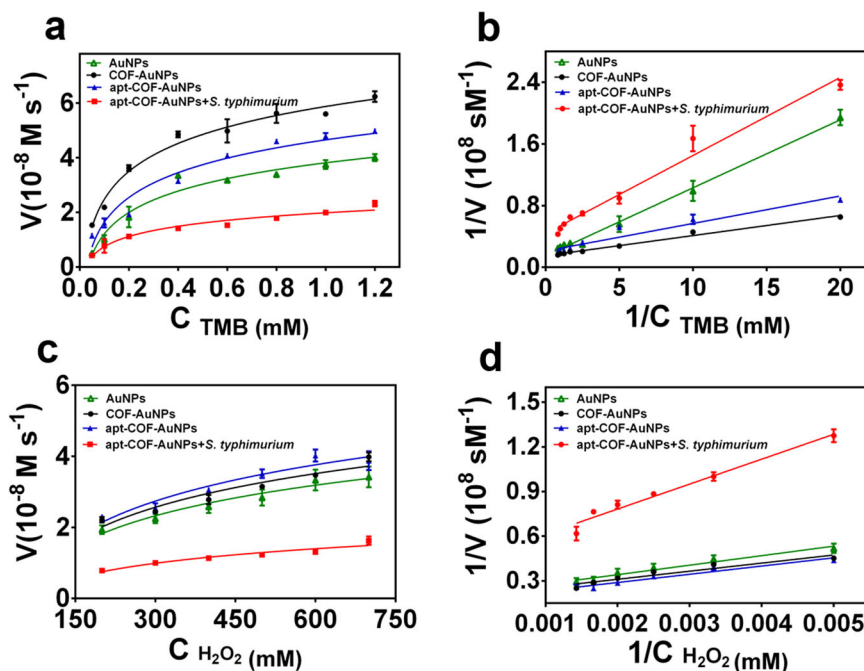 a
AuNPs
COF-AuNPs
apt-COF-AuNPs
apt-COF-AuNPs+S. typhimurium
V(10⁻⁸ M s⁻¹)
6
4
2
0
0.0 0.2 0.4 0.6 0.8 1.0 1.2
C TMB (mM)
b
AuNPs
COF-AuNPs
apt-COF-AuNPs
apt-COF-AuNPs+S. typhimurium
1/V (10⁸ sM⁻¹)
2.4
1.6
0.8
0.0
5 10 15 20
1/C TMB (mM)
c
AuNPs
COF-AuNPs
apt-COF-AuNPs
apt-COF-AuNPs+S. typhimurium
V(10⁻⁸ M s⁻¹)
6
4
2
0
150 300 450 600 750
C H₂O₂ (mM)
d
AuNPs
COF-AuNPs
apt-COF-AuNPs
apt-COF-AuNPs+S. typhimurium
1/V (10⁸ sM⁻¹)
1.5
1.2
0.9
0.6
0.3
0.001 0.002 0.003 0.004 0.005
1/C H₂O₂ (mM)